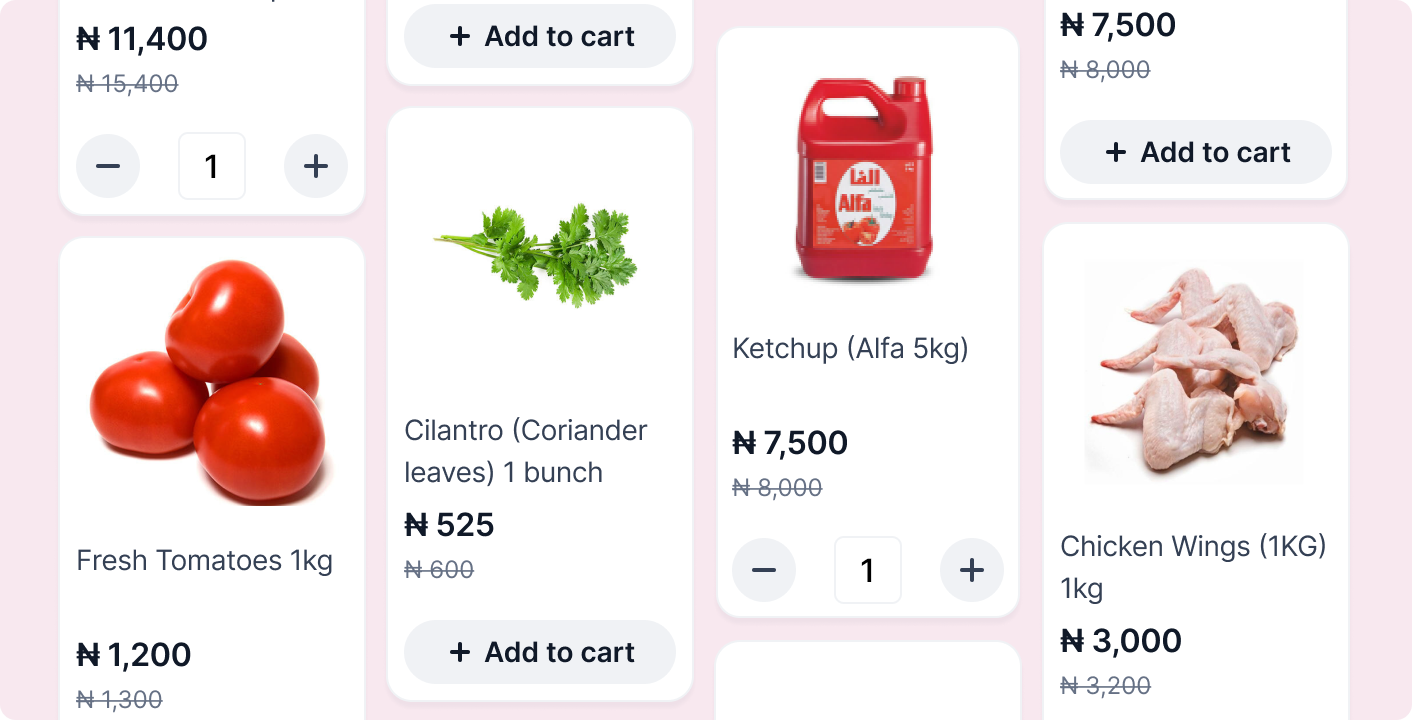 ₦ 11,400
₦ 15,400
1
Fresh Tomatoes 1kg
₦ 1,200
₦ 1,300
+ Add to cart
Cilantro (Coriander
leaves) 1 bunch
₦ 525
₦ 600
+ Add to cart
الفا
Alfa
Ketchup (Alfa 5kg)
₦ 7,500
₦ 8,000
1
₦ 7,500
₦ 8,000
+ Add to cart
Chicken Wings (1KG)
1kg
₦ 3,000
₦ 3,200